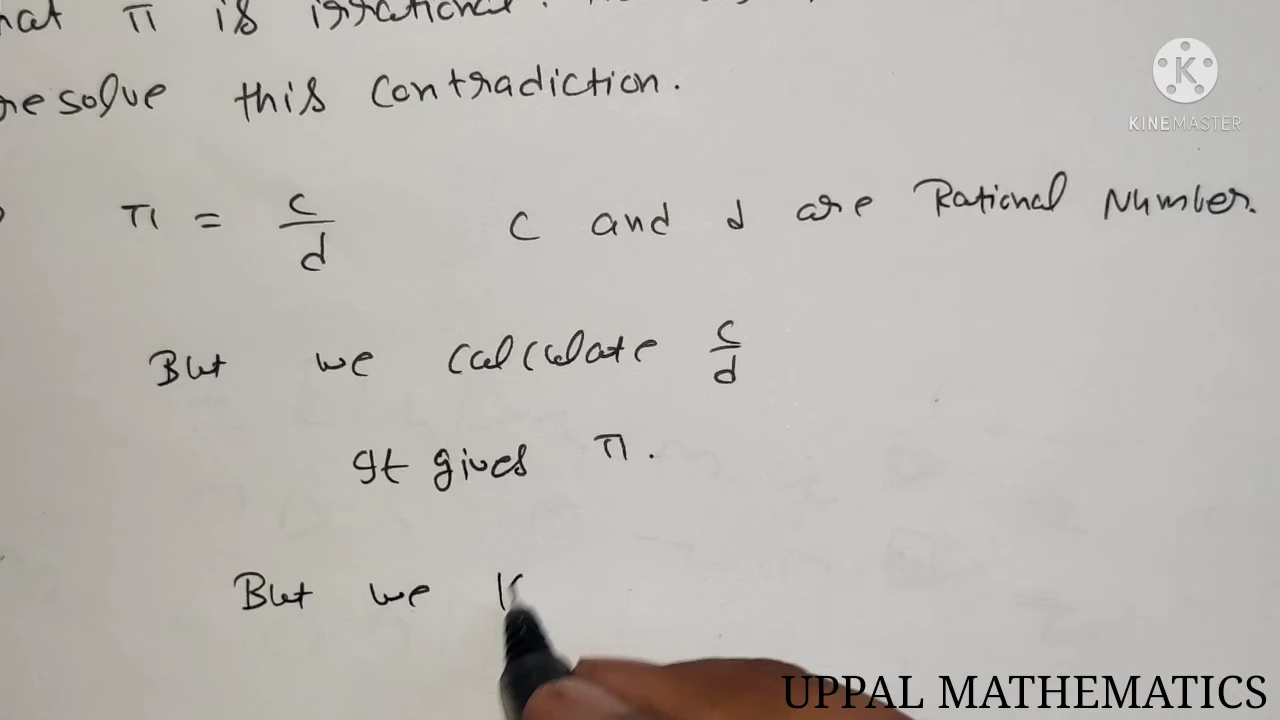 π is irrational.
resolve this contradiction.
KINEMASTER
π = c/d c and d are Rational Number.
But we calculate c/d
It gives π.
But we K
UPPAL MATHEMATICS